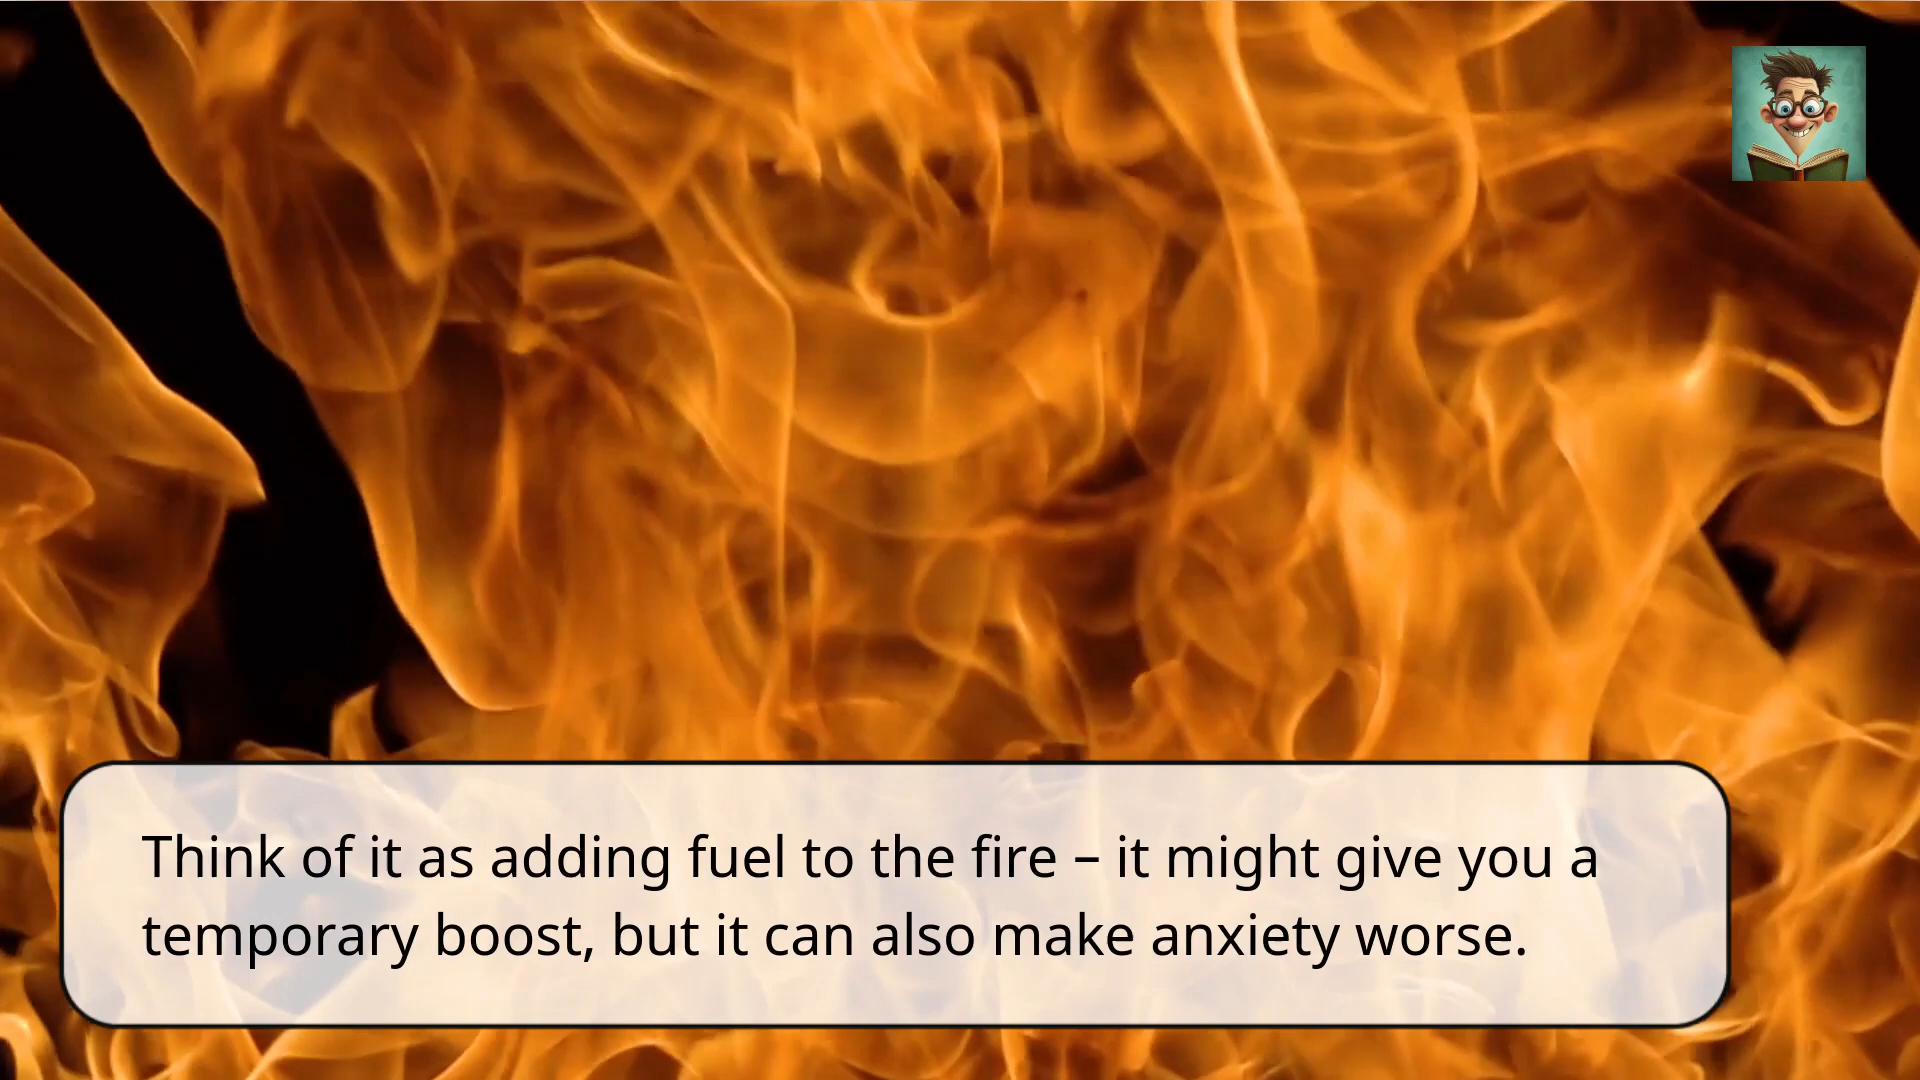 Think of it as adding fuel to the fire – it might give you a
temporary boost, but it can also make anxiety worse.